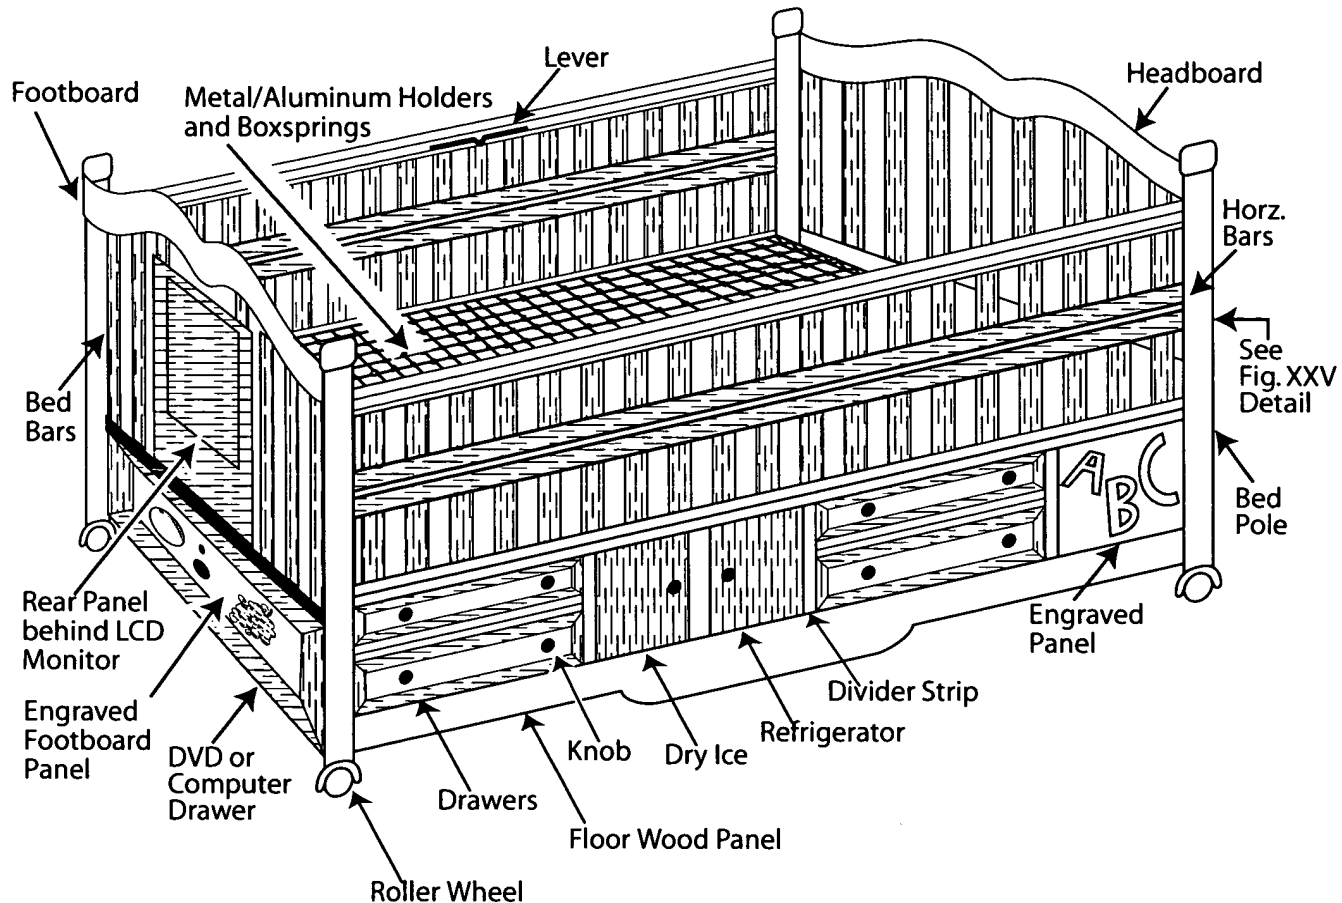 Lever
Footboard
Metal/Aluminum Holders
and Boxsprings
Headboard
Horz.
Bars
See
Fig. XXV
Detail
Bed
Bars
ABC
Bed
Pole
Rear Panel
behind LCD
Monitor
Engraved
Panel
Engraved
Footboard
Panel
DVD or
Computer
Drawer
Divider Strip
Refrigerator
Knob
Dry Ice
Drawers
Floor Wood Panel
Roller Wheel